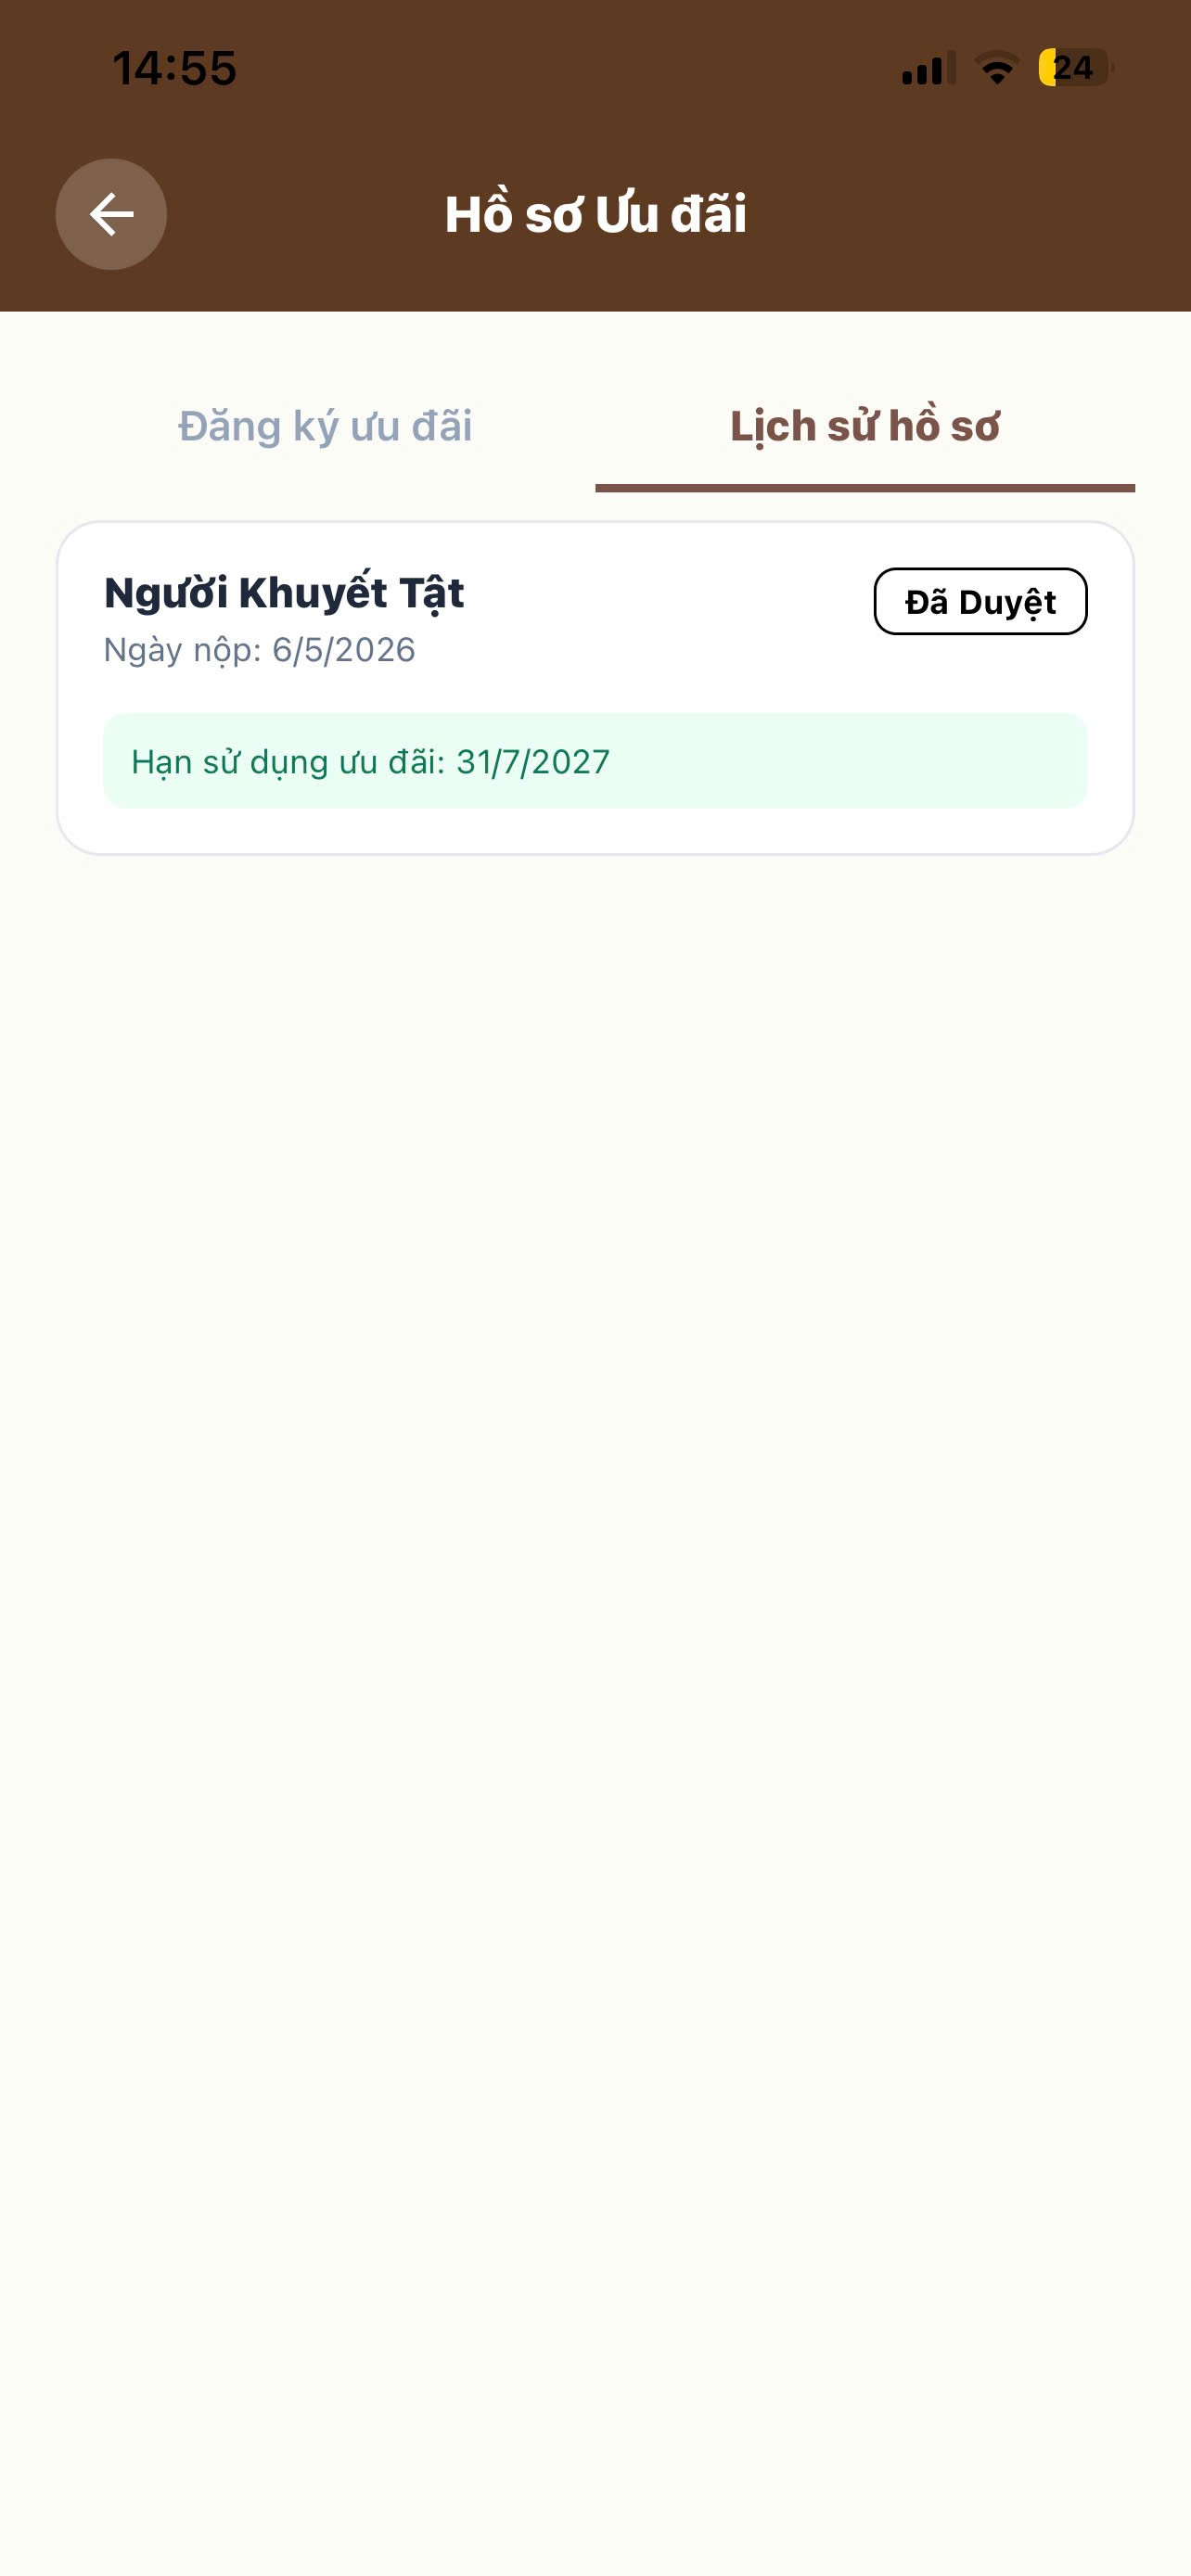 14:55
24
Hồ sơ Ưu đãi
Đăng ký ưu đãi
Lịch sử hồ sơ
Người Khuyết Tật
Đã Duyệt
Ngày nộp: 6/5/2026
Hạn sử dụng ưu đãi: 31/7/2027